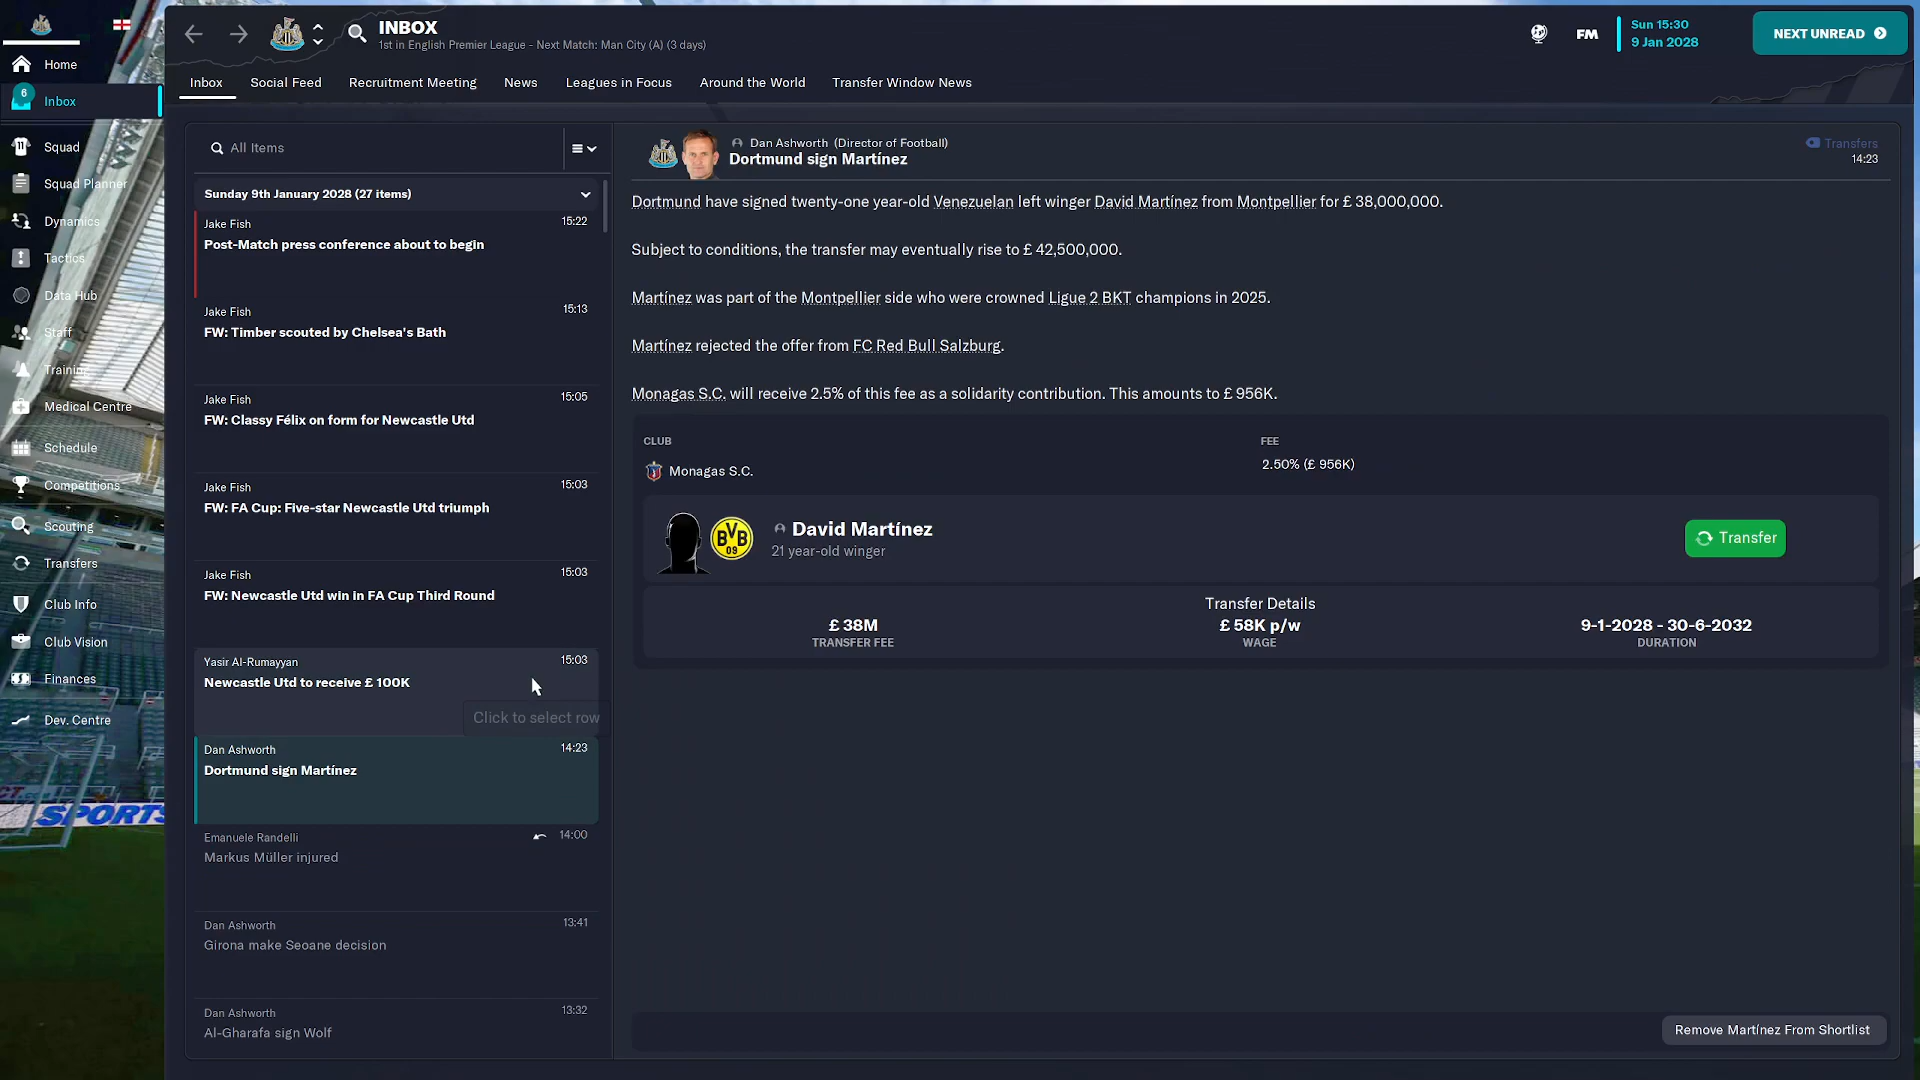 INBOX
1st in English Premier League - Next Match: Man City (A) (3 days)
FM
Sun 15:30
9 Jan 2028
NEXT UNREAD
Inbox
Social Feed
Recruitment Meeting
News
Leagues in Focus
Around the World
Transfer Window News
Home
6
Inbox
Squad
Squad Planner
Dynamics
Tactics
Data Hub
Staff
Training
Medical Centre
Schedule
Competitions
Scouting
Transfers
Club Info
Club Vision
Finances
Dev. Centre
SPORTS
All Items
Sunday 9th January 2028 (27 items)
Jake Fish 15:22
Post-Match press conference about to begin
Jake Fish 15:13
FW: Timber scouted by Chelsea's Bath
Jake Fish 15:05
FW: Classy Félix on form for Newcastle Utd
Jake Fish 15:03
FW: FA Cup: Five-star Newcastle Utd triumph
Jake Fish 15:03
FW: Newcastle Utd win in FA Cup Third Round
Yasir Al-Rumayyan 15:03
Newcastle Utd to receive £ 100K
Click to select row
Dan Ashworth 14:23
Dortmund sign Martínez
Emanuele Randelli 14:00
Markus Müller injured
Dan Ashworth 13:41
Girona make Seoane decision
Dan Ashworth 13:32
Al-Gharafa sign Wolf
Dan Ashworth (Director of Football)
Dortmund sign Martínez
Transfers
14:23
Dortmund have signed twenty-one year-old Venezuelan left winger David Martínez from Montpellier for £ 38,000,000.
Subject to conditions, the transfer may eventually rise to £ 42,500,000.
Martínez was part of the Montpellier side who were crowned Ligue 2 BKT champions in 2025.
Martínez rejected the offer from FC Red Bull Salzburg.
Monagas S.C. will receive 2.5% of this fee as a solidarity contribution. This amounts to £ 956K.
CLUB FEE
Monagas S.C. 2.50% (£ 956K)
BVB
09
David Martínez
21 year-old winger
Transfer
Transfer Details
£ 38M £ 58K p/w 9-1-2028 - 30-6-2032
TRANSFER FEE WAGE DURATION
Remove Martínez From Shortlist